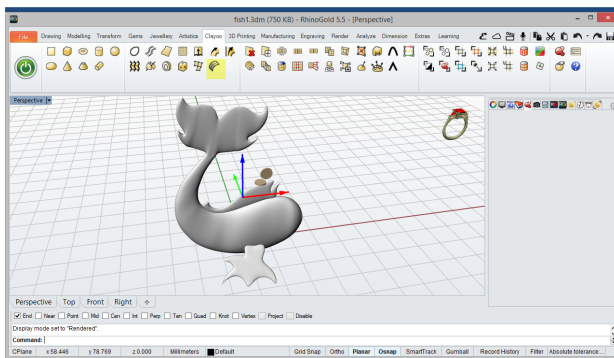 fish1.3dm (750 KB) - RhinoGold 5.5 - [Perspective]
File Drawing Modelling Transform Gems Jewellery Artistics Clayoo 3D Printing Manufacturing Engraving Render Analyze Dimension Extras Learning
Perspective
Perspective Top Front Right
End Near Point Mid Cen Int Perp Tan Quad Knot Vertex Project Disable
Display mode set to "Rendered".
Command:
CPlane x 58.446 y 78.769 z 0.000 Millimeters Default Grid Snap Ortho Planar Osnap SmartTrack Gumball Record History Filter Absolute tolerance...